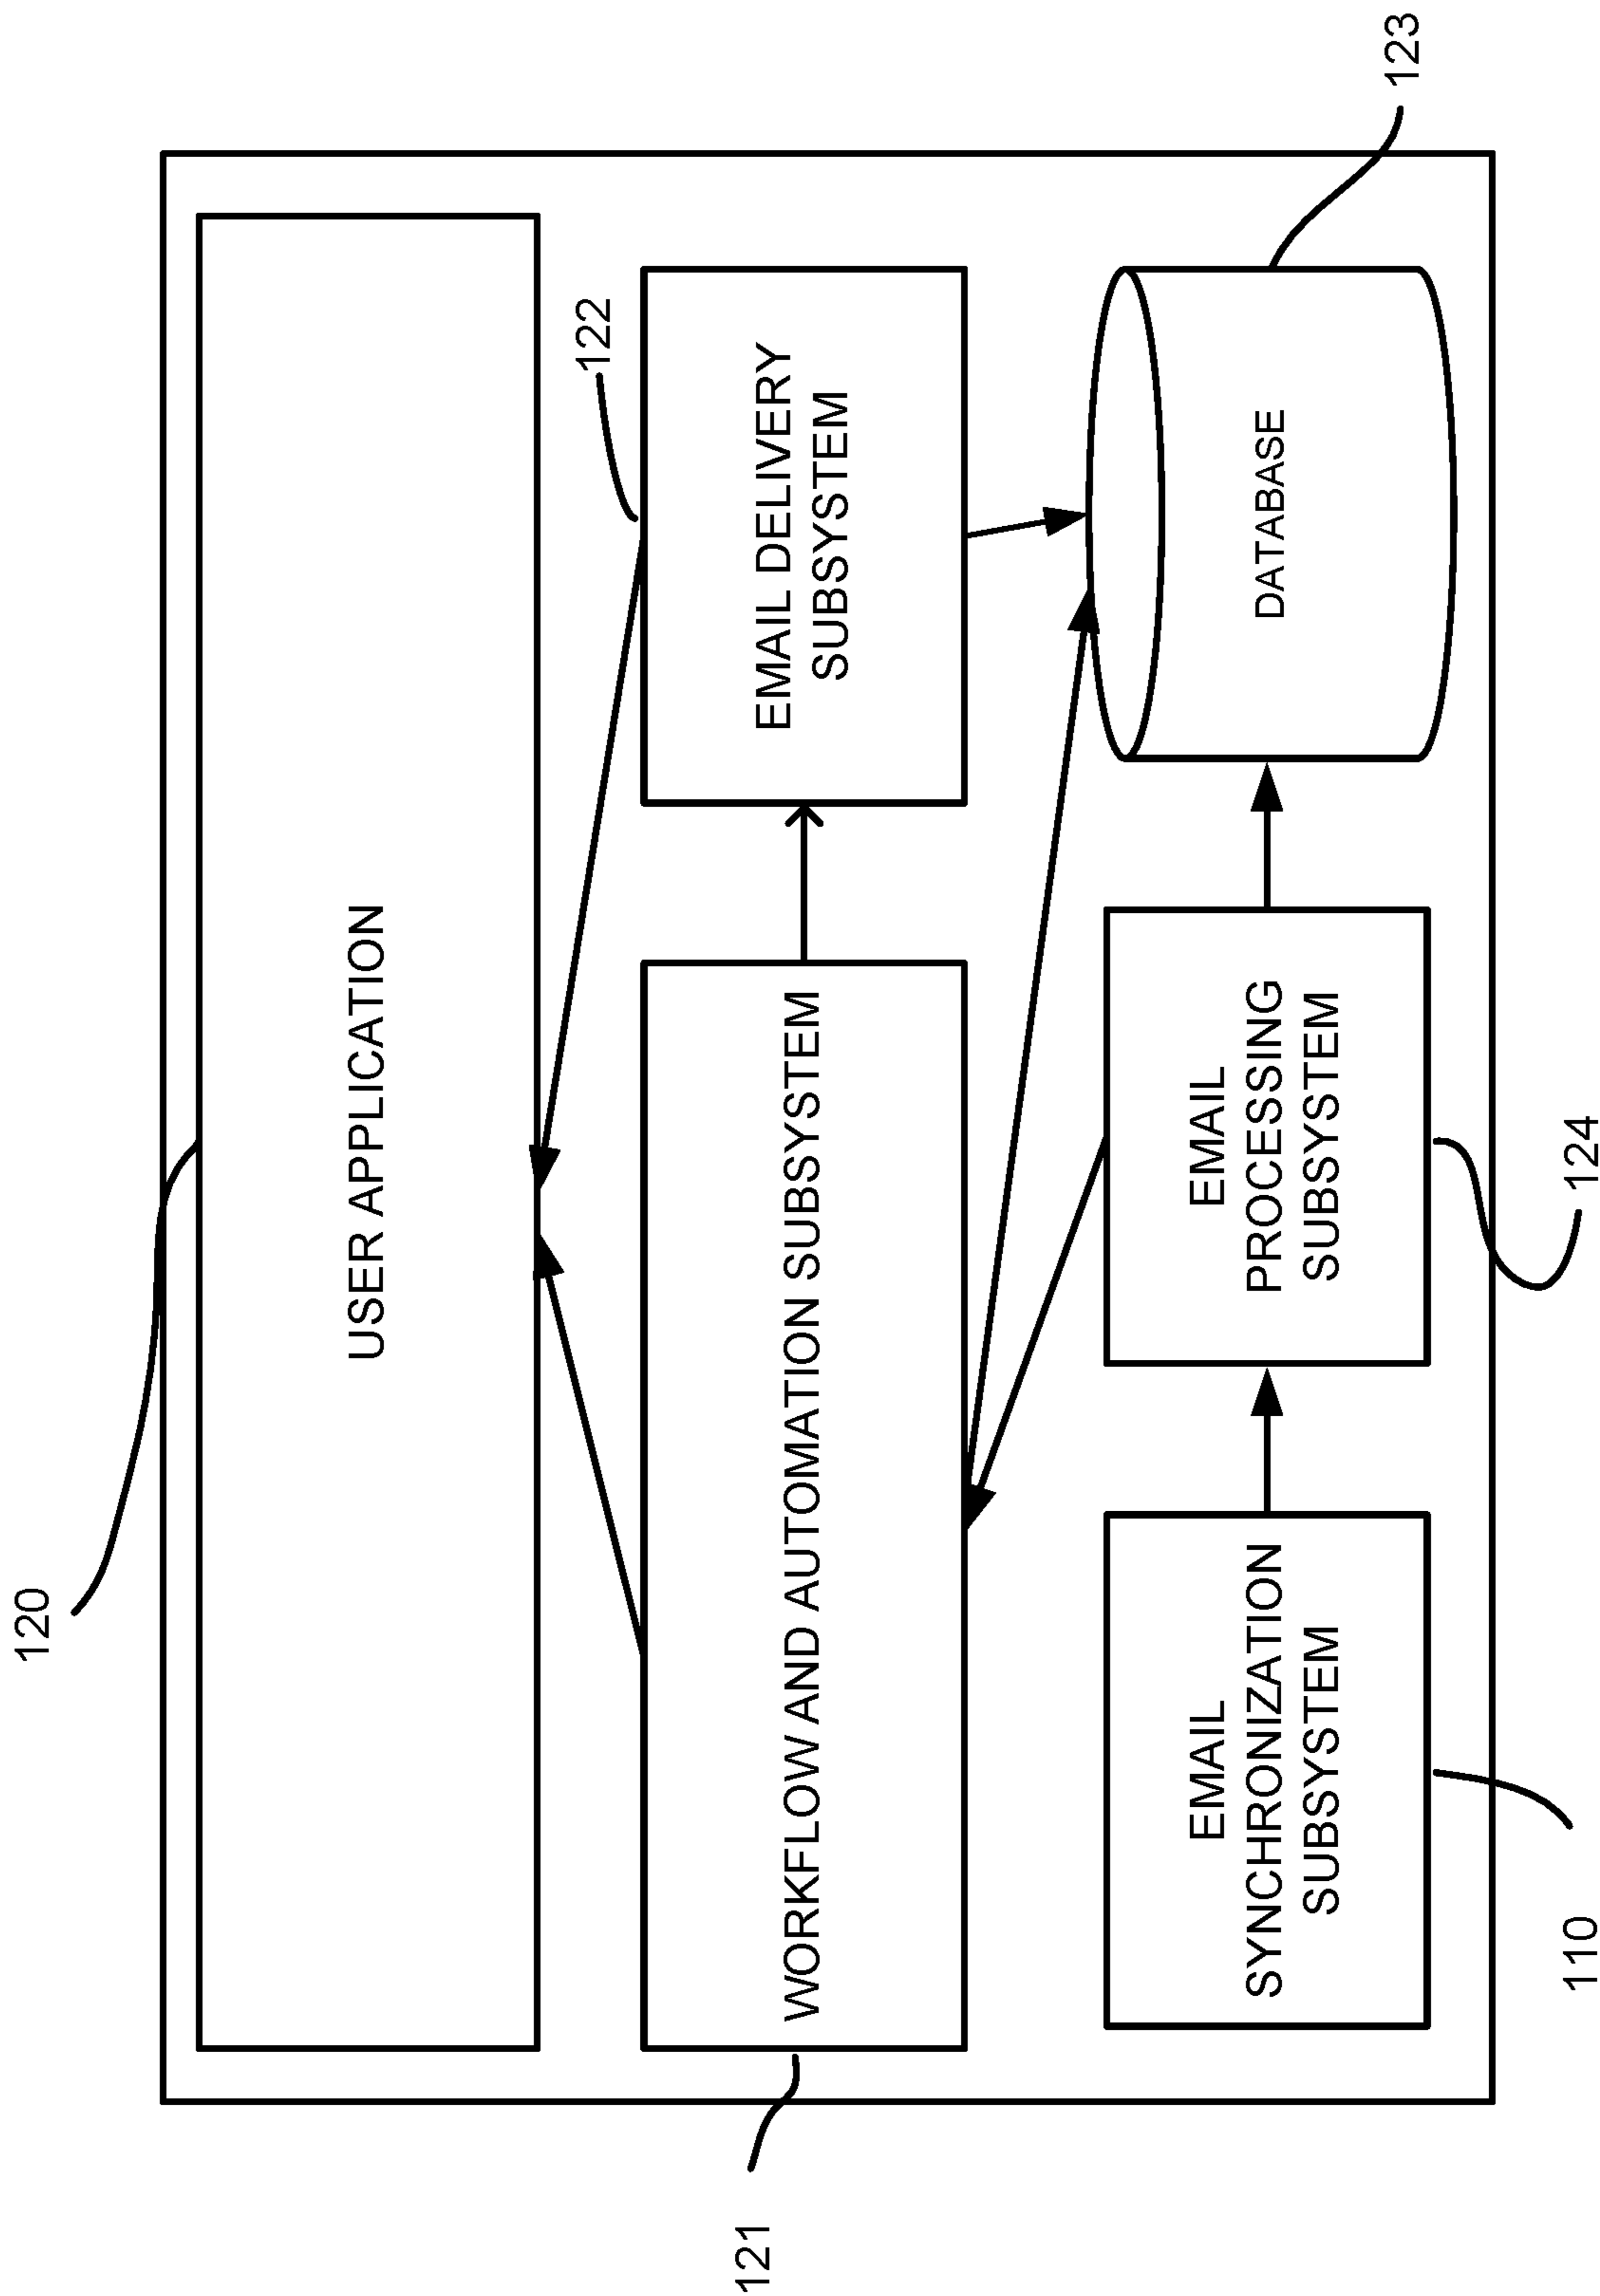 120
USER APPLICATION
122
121
WORKFLOW AND AUTOMATION SUBSYSTEM
EMAIL DELIVERY
SUBSYSTEM
110
EMAIL
SYNCHRONIZATION
SUBSYSTEM
124
EMAIL
PROCESSING
SUBSYSTEM
DATABASE
123